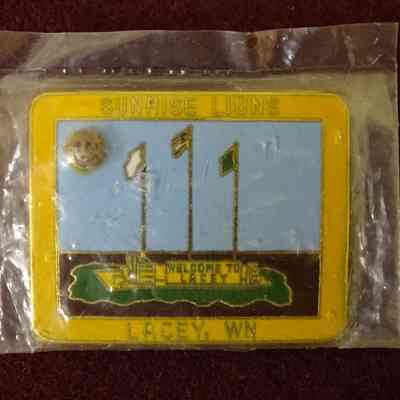 SUNRISE LIONS
WELCOME TO
LACEY
LACEY, WN